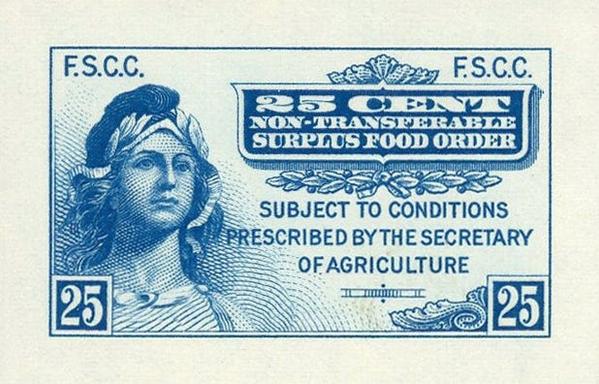 F.S.C.C. F.S.C.C.
25 CENT
NON-TRANSFERABLE
SURPLUS FOOD ORDER
SUBJECT TO CONDITIONS
PRESCRIBED BY THE SECRETARY
OF AGRICULTURE
25 25